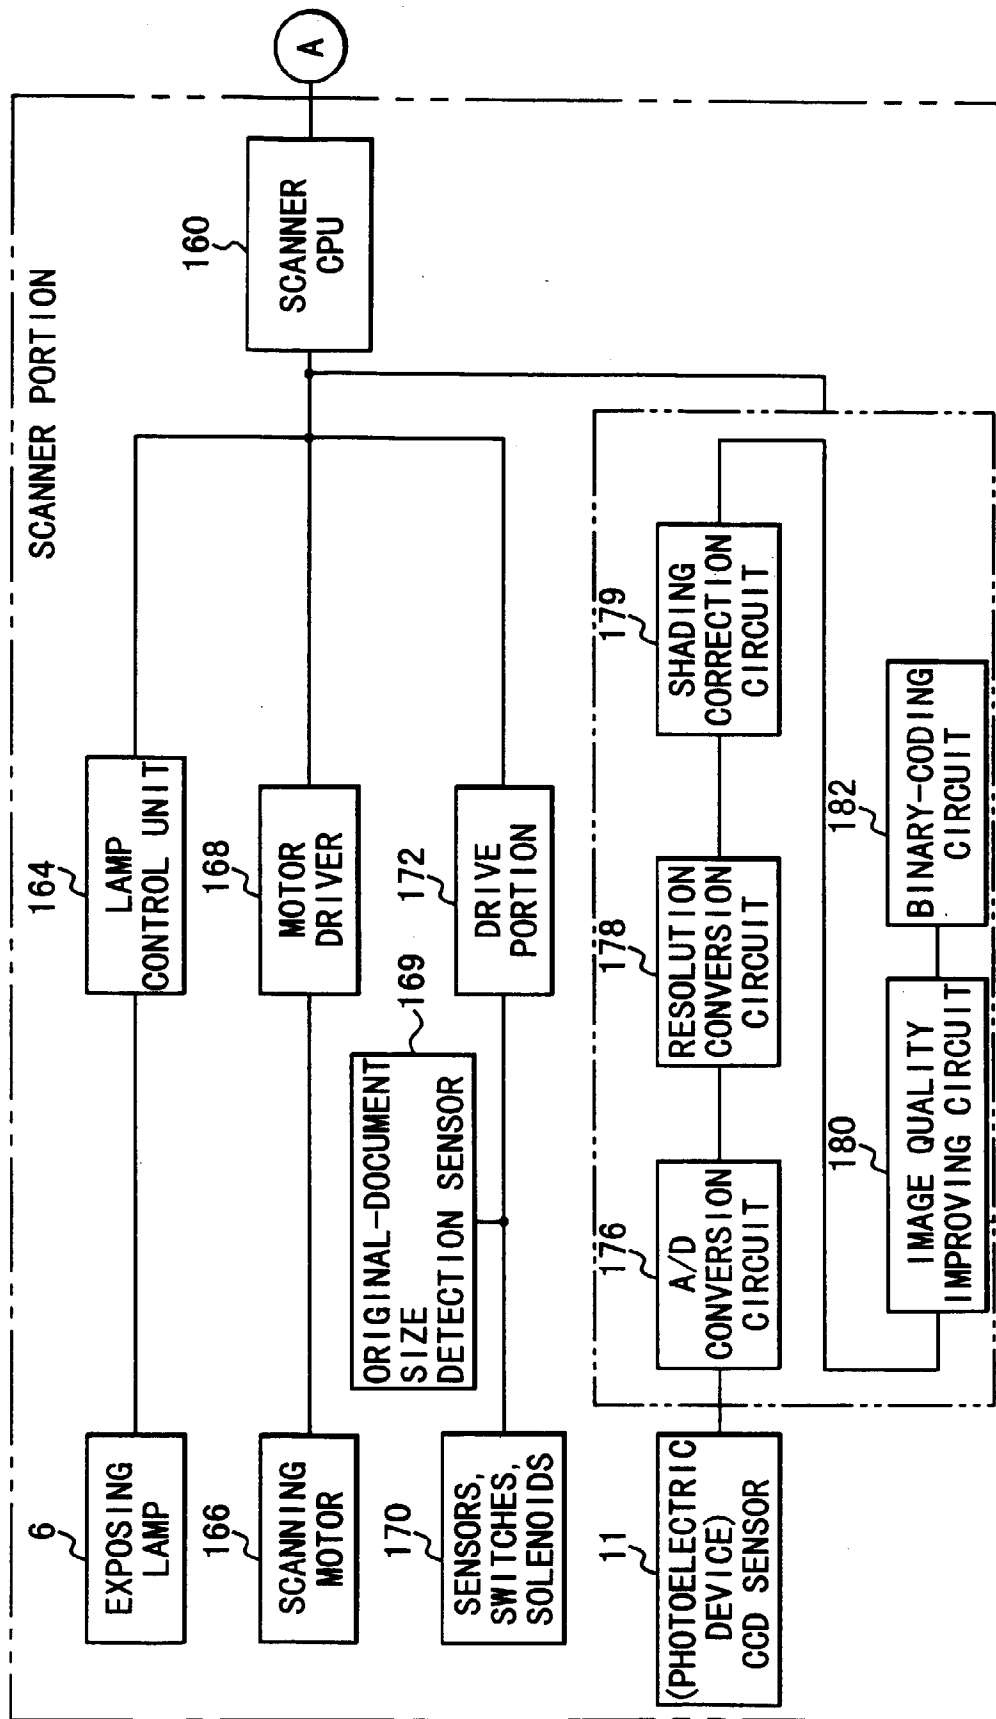 SCANNER PORTION
A
160
SCANNER
CPU
164
LAMP
CONTROL UNIT
6
EXPOSING
LAMP
168
MOTOR
DRIVER
166
SCANNING
MOTOR
172
DRIVE
PORTION
169
ORIGINAL-DOCUMENT
SIZE
DETECTION SENSOR
170
SENSORS,
SWITCHES,
SOLENOIDS
11
(PHOTOELECTRIC
DEVICE)
CCD SENSOR
176
A/D
CONVERSION
CIRCUIT
178
RESOLUTION
CONVERSION
CIRCUIT
179
SHADING
CORRECTION
CIRCUIT
180
IMAGE QUALITY
IMPROVING CIRCUIT
182
BINARY-CODING
CIRCUIT